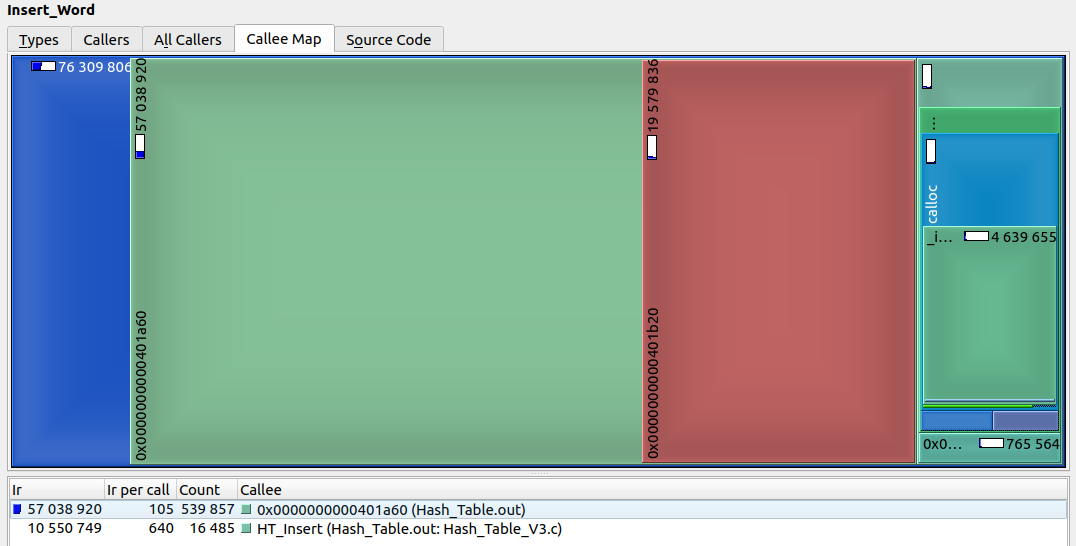 Insert_Word
Types Callers All Callers Callee Map Source Code
76 309 806
57 038 920
0x0000000000401a60
19 579 836
0x0000000000401b20
...
calloc
_i... 4 639 655
0x0... 765 564
Ir Ir per call Count Callee
57 038 920 105 539 857 0x0000000000401a60 (Hash_Table.out)
10 550 749 640 16 485 HT_Insert (Hash_Table.out: Hash_Table_V3.c)